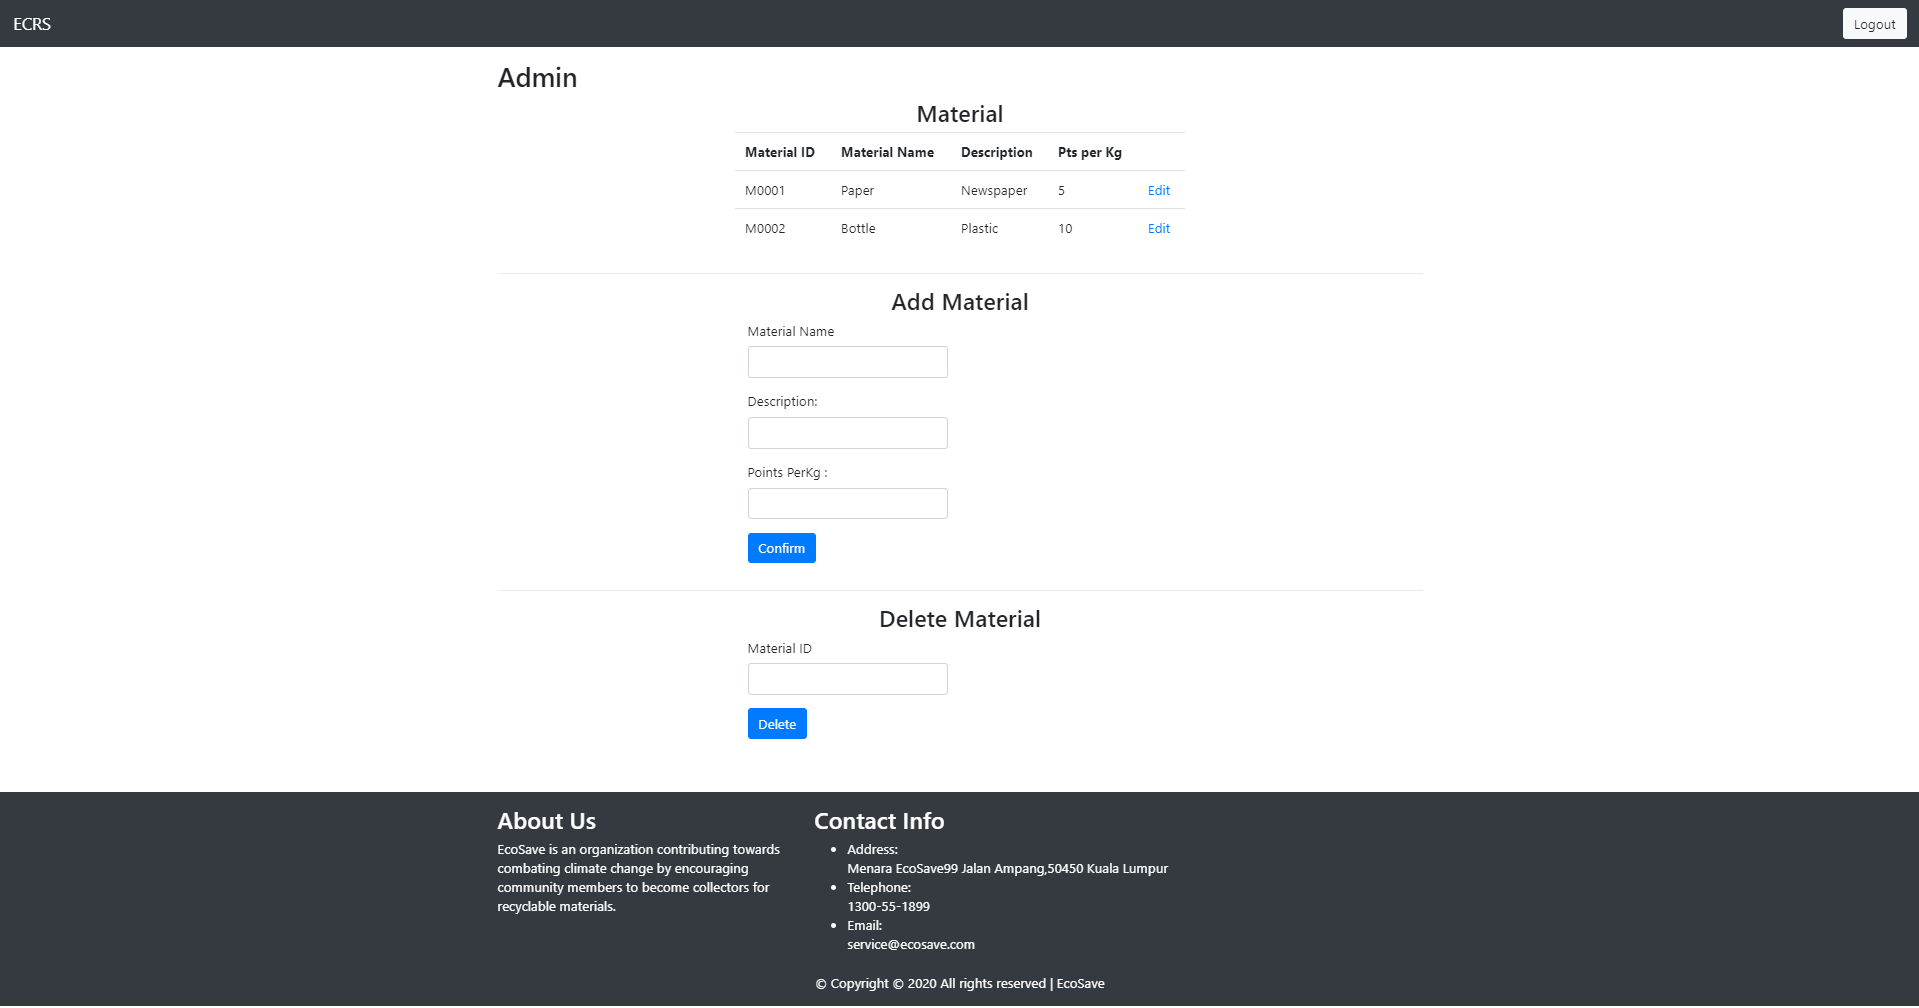 ECRS
Logout
Admin
Material
Material ID Material Name Description Pts per Kg
M0001 Paper Newspaper 5 Edit
M0002 Bottle Plastic 10 Edit
Add Material
Material Name
Description:
Points PerKg :
Confirm
Delete Material
Material ID
Delete
About Us
EcoSave is an organization contributing towards
combating climate change by encouraging
community members to become collectors for
recyclable materials.
Contact Info
• Address:
Menara EcoSave99 Jalan Ampang,50450 Kuala Lumpur
• Telephone:
1300-55-1899
• Email:
service@ecosave.com
© Copyright © 2020 All rights reserved | EcoSave